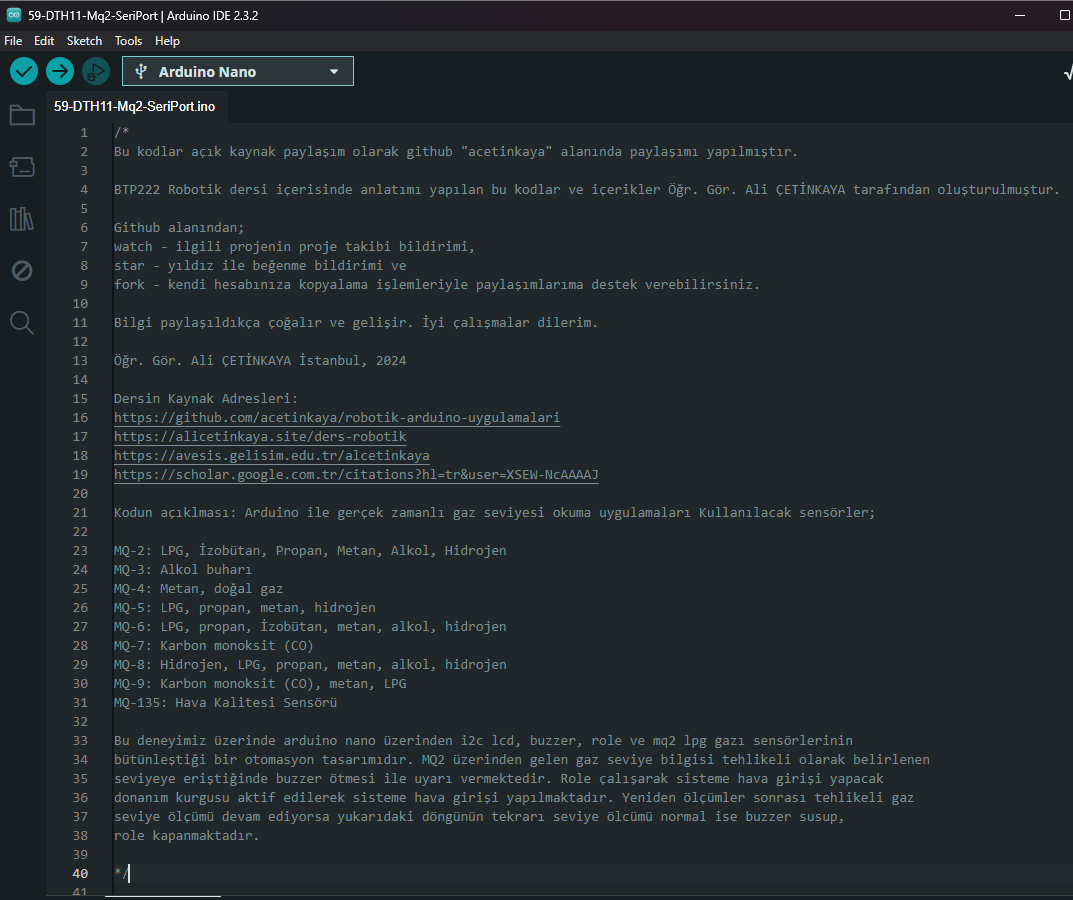 59-DTH11-Mq2-SeriPort | Arduino IDE 2.3.2
File Edit Sketch Tools Help
Arduino Nano
59-DTH11-Mq2-SeriPort.ino
1 /*
2 Bu kodlar açık kaynak paylaşım olarak github "acetinkaya" alanında paylaşımı yapılmıştır.
3
4 BTP222 Robotik dersi içerisinde anlatımı yapılan bu kodlar ve içerikler Öğr. Gör. Ali ÇETİNKAYA tarafından oluşturulmuştur.
5
6 Github alanından;
7 watch - ilgili projenin proje takibi bildirimi,
8 star - yıldız ile beğenme bildirimi ve
9 fork - kendi hesabınıza kopyalama işlemleriyle paylaşımlarıma destek verebilirsiniz.
10
11 Bilgi paylaşıldıkça çoğalır ve gelişir. İyi çalışmalar dilerim.
12
13 Öğr. Gör. Ali ÇETİNKAYA İstanbul, 2024
14
15 Dersin Kaynak Adresleri:
16 https://github.com/acetinkaya/robotik-arduino-uygulamalari
17 https://alicetinkaya.site/ders-robotik
18 https://avesis.gelisim.edu.tr/alcetinkaya
19 https://scholar.google.com.tr/citations?hl=tr&user=XSEW-NcAAAAJ
20
21 Kodun açıklması: Arduino ile gerçek zamanlı gaz seviyesi okuma uygulamaları Kullanılacak sensörler;
22
23 MQ-2: LPG, İzobütan, Propan, Metan, Alkol, Hidrojen
24 MQ-3: Alkol buharı
25 MQ-4: Metan, doğal gaz
26 MQ-5: LPG, propan, metan, hidrojen
27 MQ-6: LPG, propan, İzobütan, metan, alkol, hidrojen
28 MQ-7: Karbon monoksit (CO)
29 MQ-8: Hidrojen, LPG, propan, metan, alkol, hidrojen
30 MQ-9: Karbon monoksit (CO), metan, LPG
31 MQ-135: Hava Kalitesi Sensörü
32
33 Bu deneyimiz üzerinde arduino nano üzerinden i2c lcd, buzzer, role ve mq2 lpg gazı sensörlerinin
34 bütünleştiği bir otomasyon tasarımıdır. MQ2 üzerinden gelen gaz seviye bilgisi tehlikeli olarak belirlenen
35 seviyeye eriştiğinde buzzer ötmesi ile uyarı vermektedir. Role çalışarak sisteme hava girişi yapacak
36 donanım kurgusu aktif edilerek sisteme hava girişi yapılmaktadır. Yeniden ölçümler sonrası tehlikeli gaz
37 seviye ölçümü devam ediyorsa yukarıdaki döngünün tekrarı seviye ölcümü normal ise buzzer susup,
38 role kapanmaktadır.
39
40 */
41